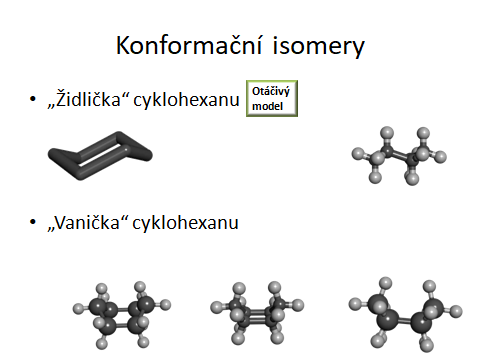 Konformační isomery
• „Židlička“ cyklohexanu
Otáčivý
model
• „Vanička“ cyklohexanu